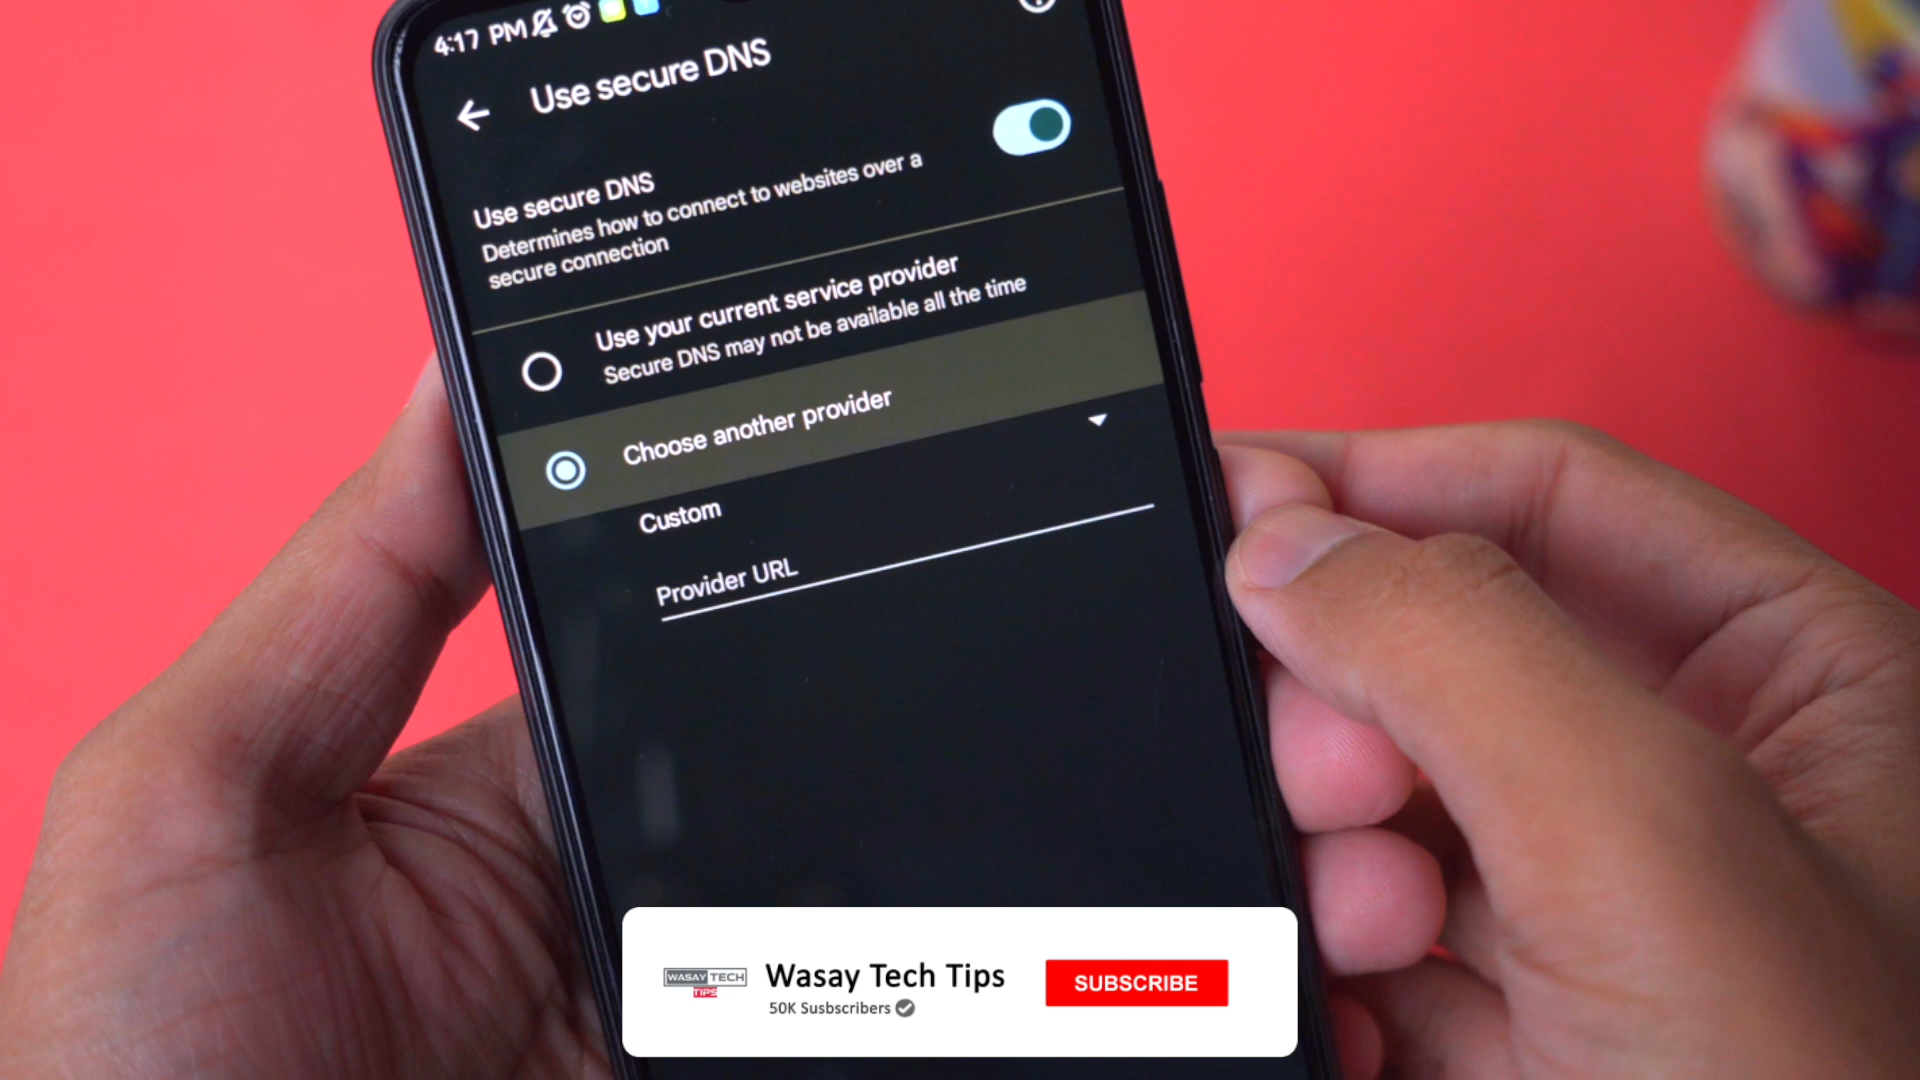 4:17 PM
Use secure DNS
Use secure DNS
Determines how to connect to websites over a
secure connection
Use your current service provider
Secure DNS may not be available all the time
Choose another provider
Custom
Provider URL
WASAY TECH
TIPS
Wasay Tech Tips
50K Susbscribers
SUBSCRIBE